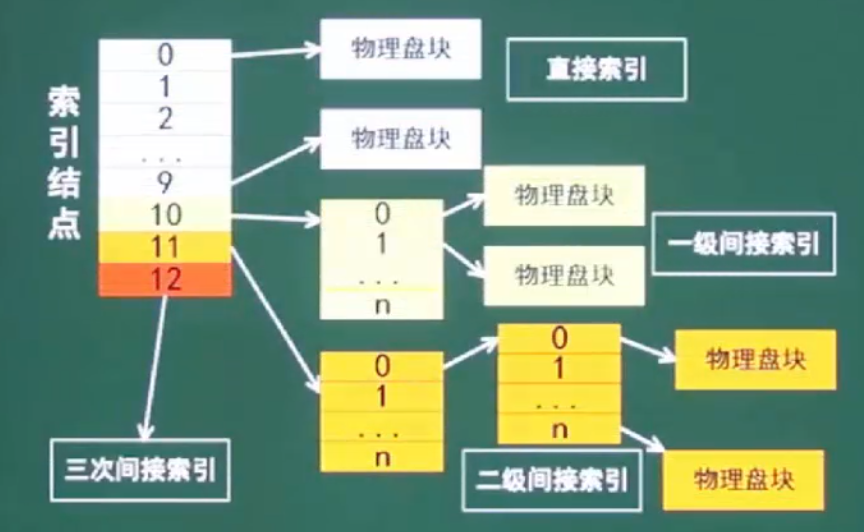 索引结点
0
1
2
...
9
10
11
12
物理盘块
物理盘块
直接索引
0
1
...
n
物理盘块
物理盘块
一级间接索引
0
1
...
n
0
1
...
n
物理盘块
物理盘块
二级间接索引
三次间接索引